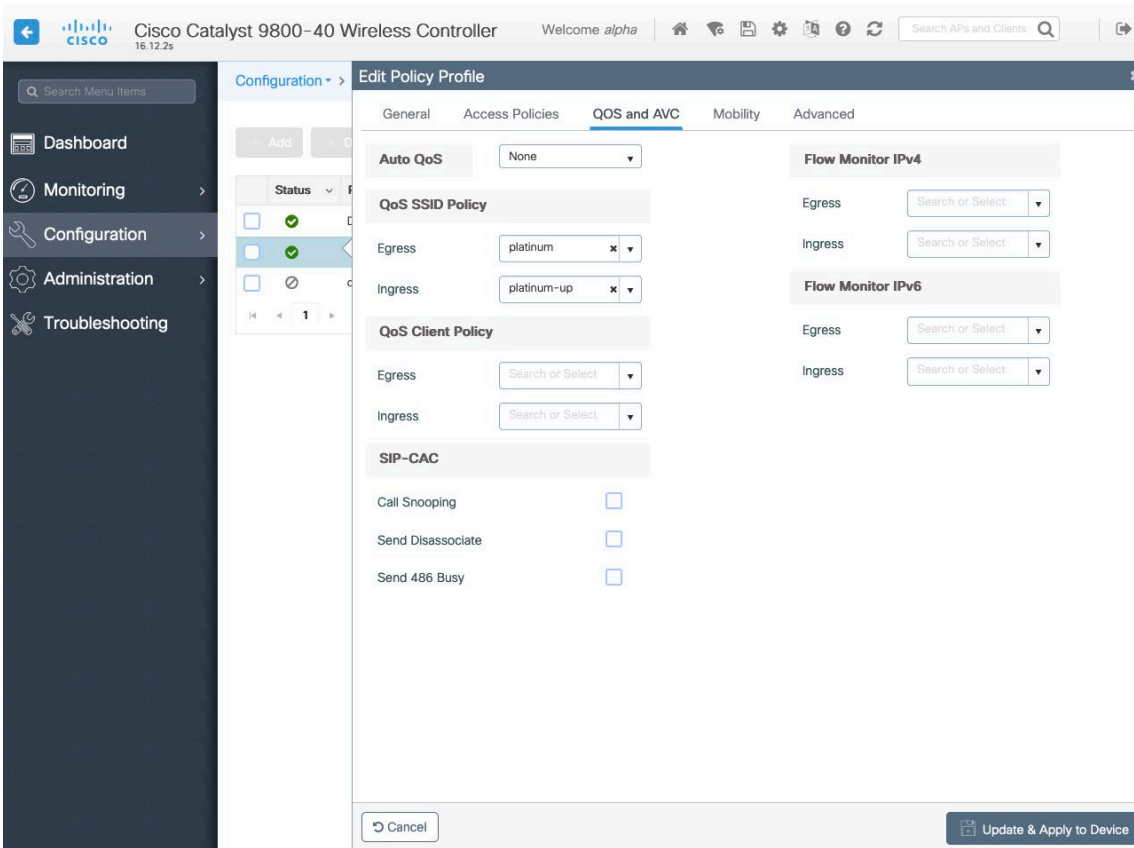 CISCO
Cisco Catalyst 9800-40 Wireless Controller
16.12.2s
Welcome alpha
Search APs and Clients
Search Menu Items
Dashboard
Monitoring
Configuration
Administration
Troubleshooting
Configuration >
Add
Status
1
Edit Policy Profile
General Access Policies QOS and AVC Mobility Advanced
Auto QoS None
QoS SSID Policy
Egress platinum
Ingress platinum-up
QoS Client Policy
Egress Search or Select
Ingress Search or Select
SIP-CAC
Call Snooping
Send Disassociate
Send 486 Busy
Flow Monitor IPv4
Egress Search or Select
Ingress Search or Select
Flow Monitor IPv6
Egress Search or Select
Ingress Search or Select
Cancel
Update & Apply to Device